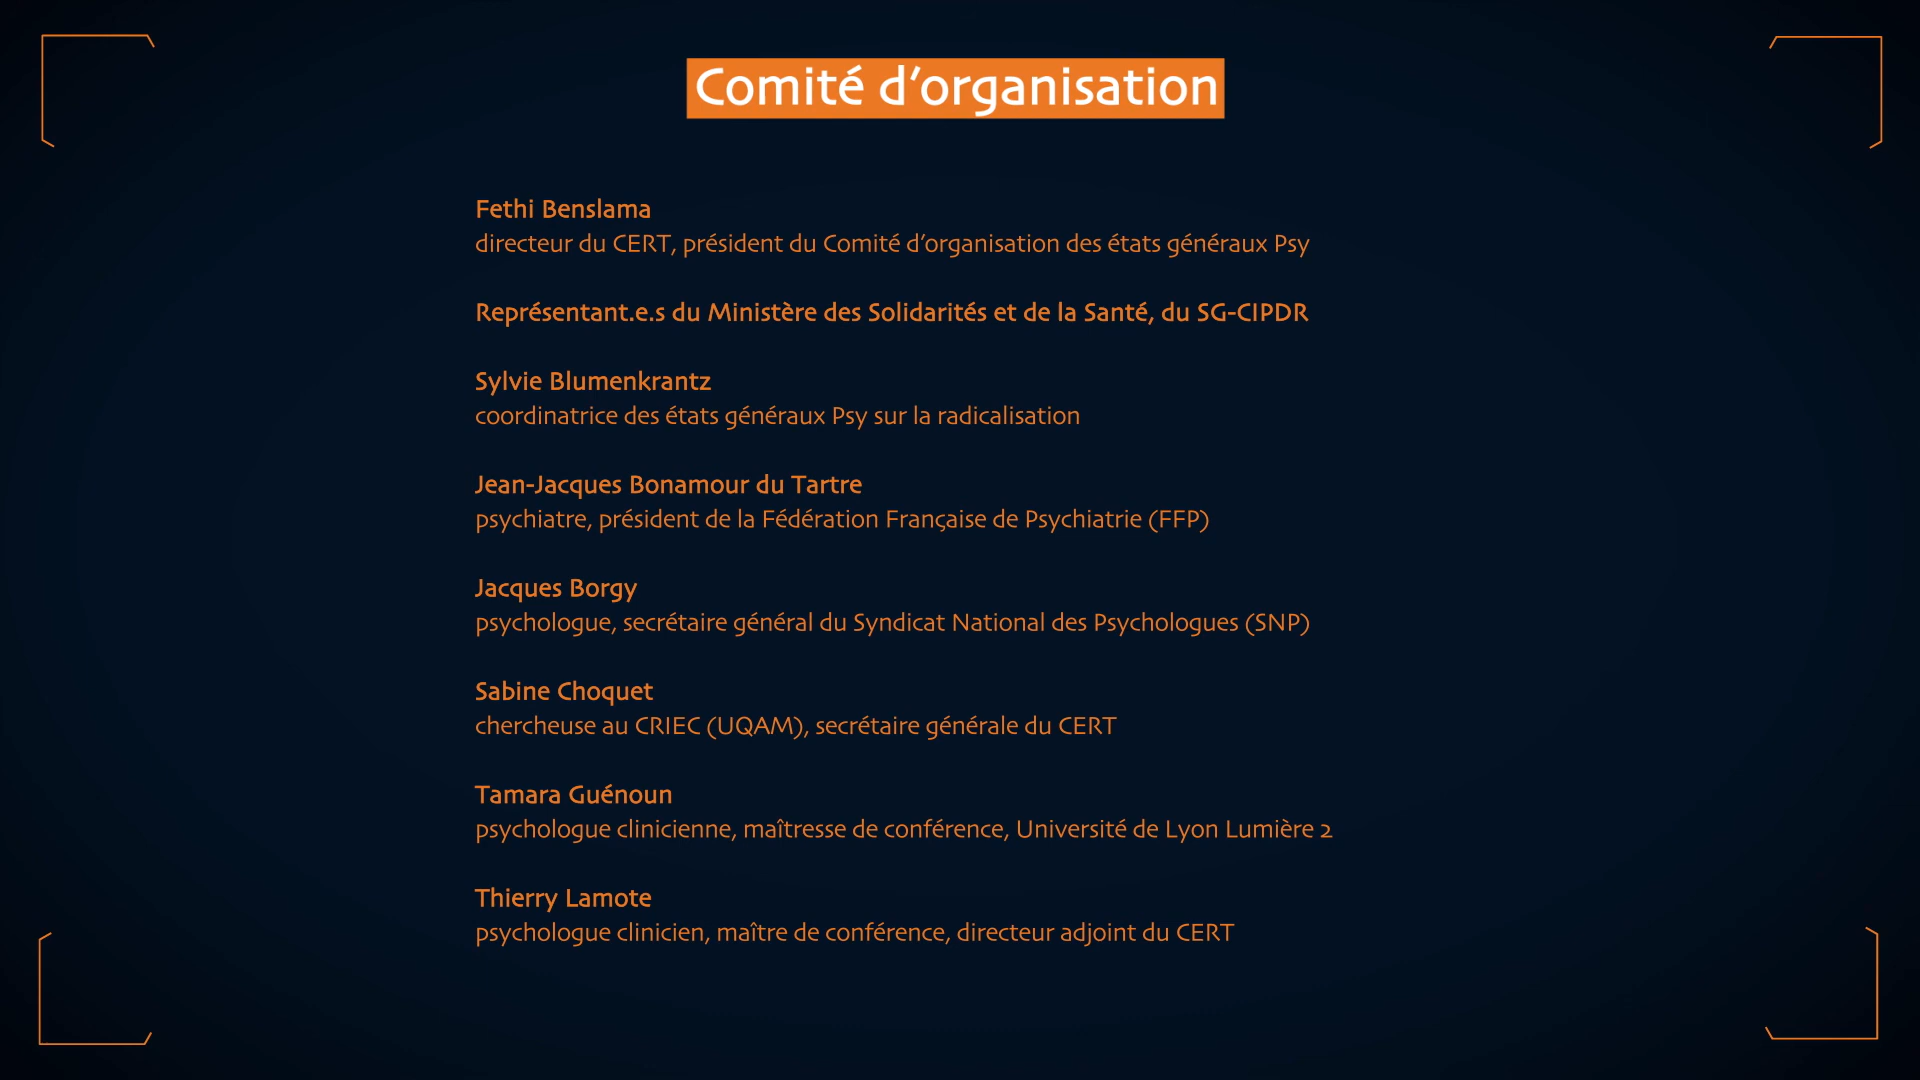 Comité d’organisation
Fethi Benslama
directeur du CERT, président du Comité d’organisation des états généraux Psy
Représentant.e.s du Ministère des Solidarités et de la Santé, du SG-CIPDR
Sylvie Blumenkrantz
coordinatrice des états généraux Psy sur la radicalisation
Jean-Jacques Bonamour du Tartre
psychiatre, président de la Fédération Française de Psychiatrie (FFP)
Jacques Borgy
psychologue, secrétaire général du Syndicat National des Psychologues (SNP)
Sabine Choquet
chercheuse au CRIEC (UQAM), secrétaire générale du CERT
Tamara Guénoun
psychologue clinicienne, maîtresse de conférence, Université de Lyon Lumière 2
Thierry Lamote
psychologue clinicien, maître de conférence, directeur adjoint du CERT